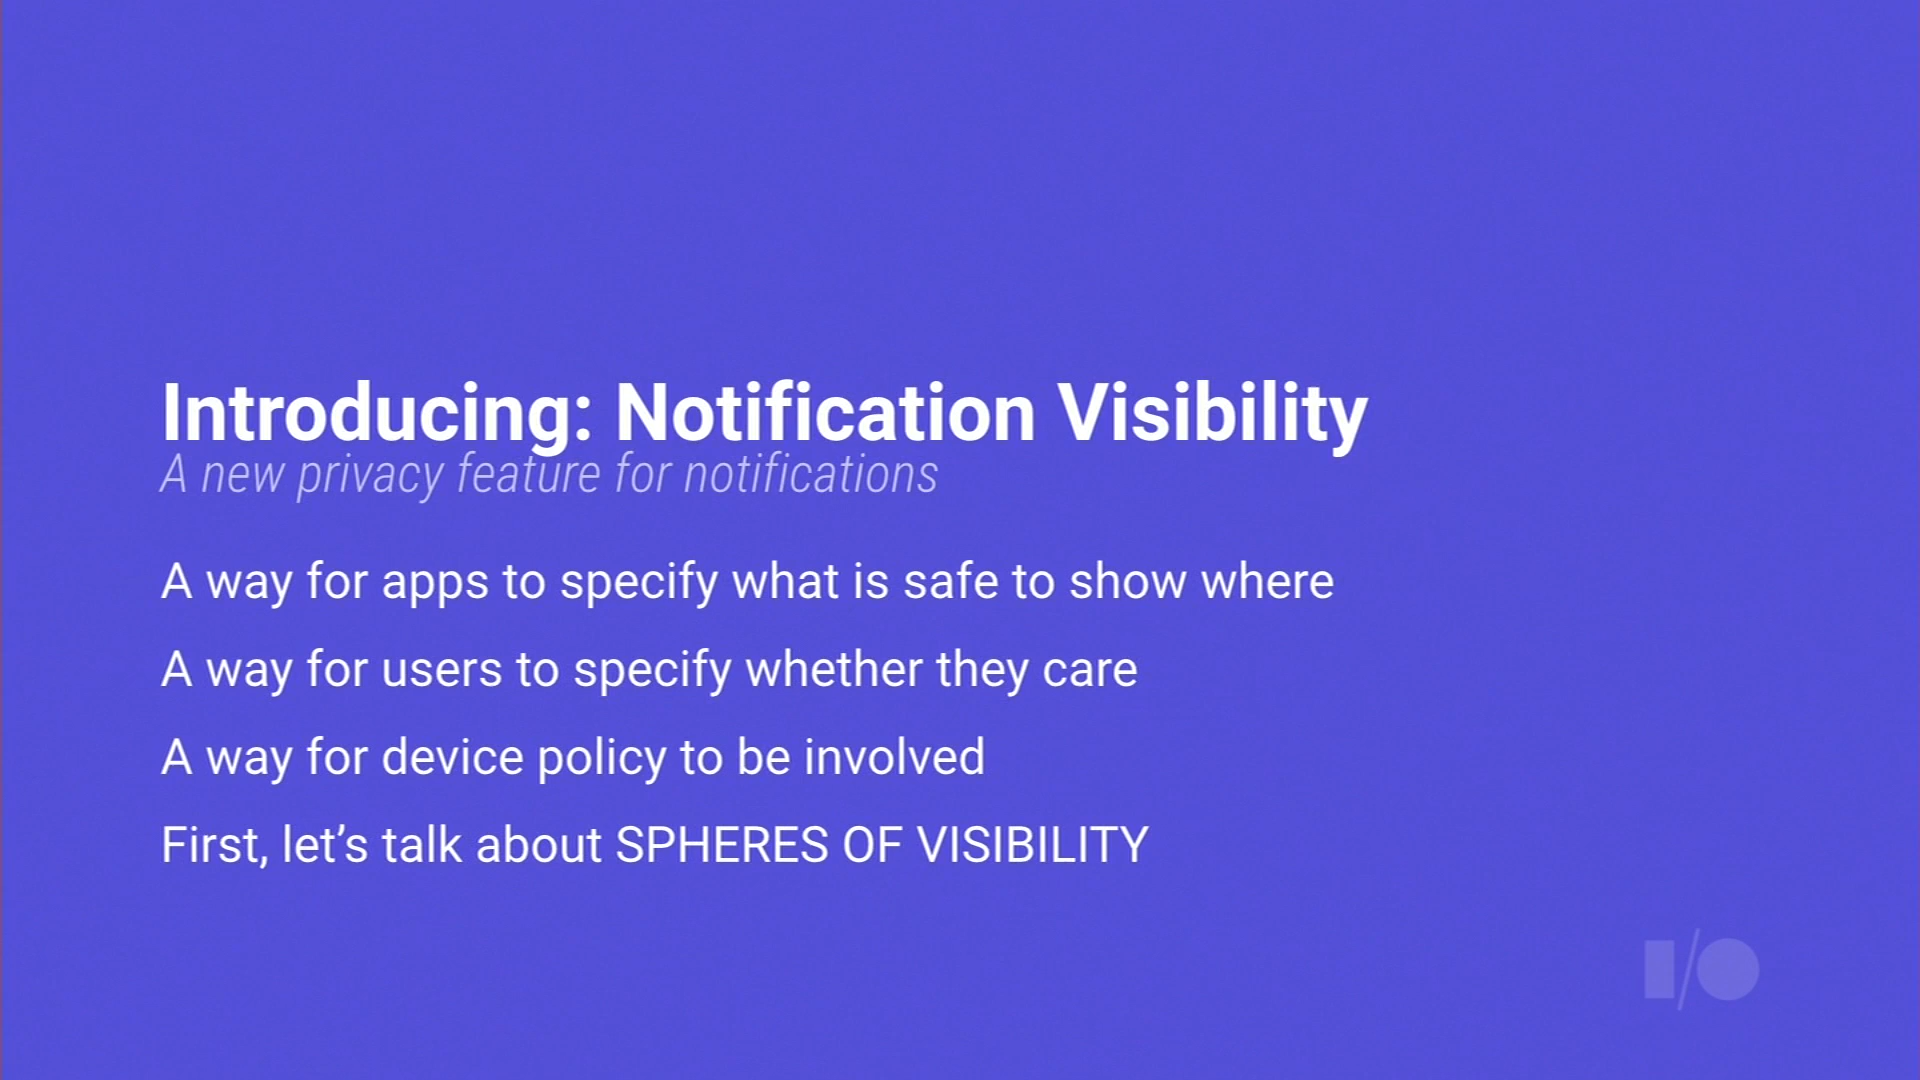 Introducing: Notification Visibility
A new privacy feature for notifications
A way for apps to specify what is safe to show where
A way for users to specify whether they care
A way for device policy to be involved
First, let’s talk about SPHERES OF VISIBILITY
I/O